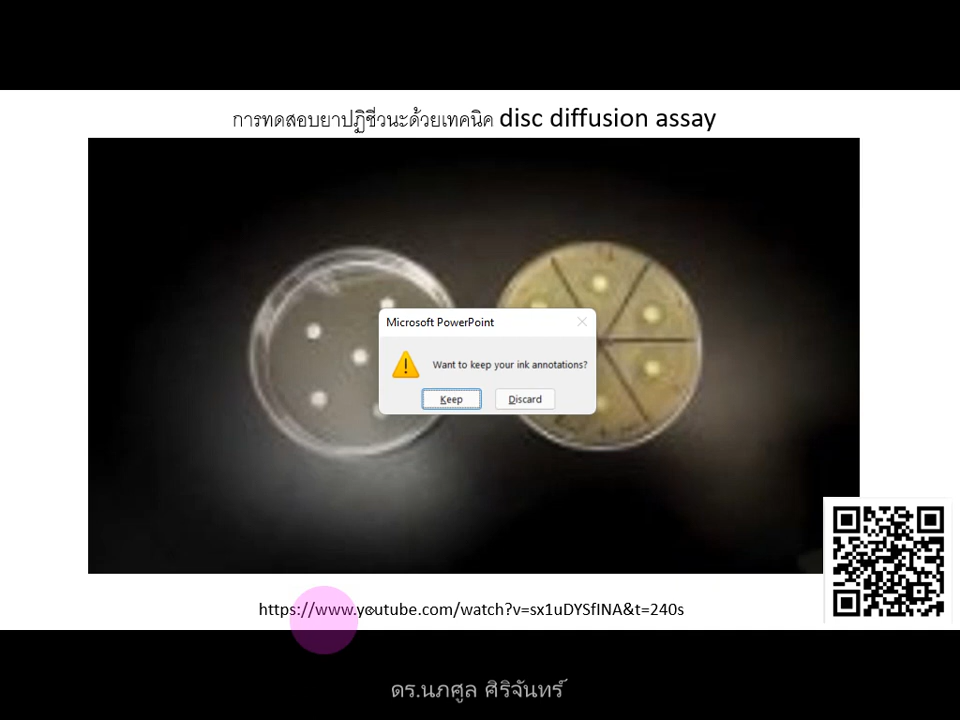 การทดสอบยาปฏิชีวนะด้วยเทคนิค disc diffusion assay
Microsoft PowerPoint
Want to keep your ink annotations?
Keep
Discard
https://www.youtube.com/watch?v=sx1uDYSfINA&t=240s
ดร.นภศูล ศิริจันทร์